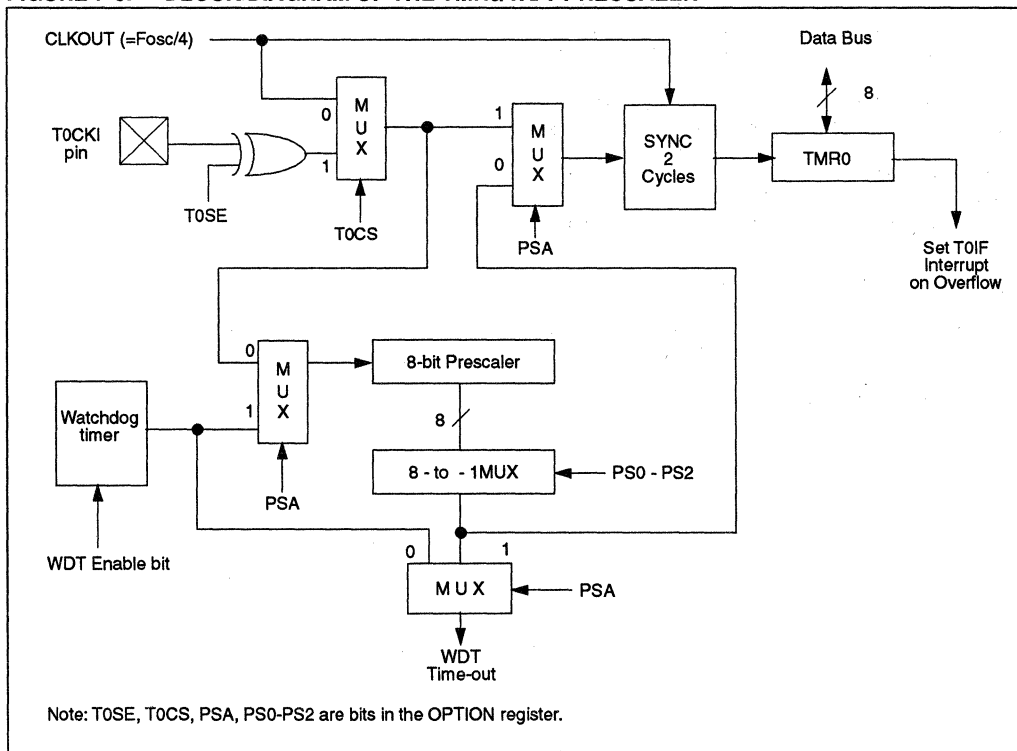 CLKOUT (=Fosc/4)
Data Bus
8
T0CKI
pin
0
M
U
X
1
T0SE
T0CS
1
M
U
X
0
PSA
SYNC
2
Cycles
TMR0
Set T0IF
Interrupt
on Overflow
0
M
U
X
1
PSA
8-bit Prescaler
Watchdog
timer
8
8 - to - 1MUX
PS0 - PS2
WDT Enable bit
0
1
M U X
PSA
WDT
Time-out
Note: T0SE, T0CS, PSA, PS0-PS2 are bits in the OPTION register.